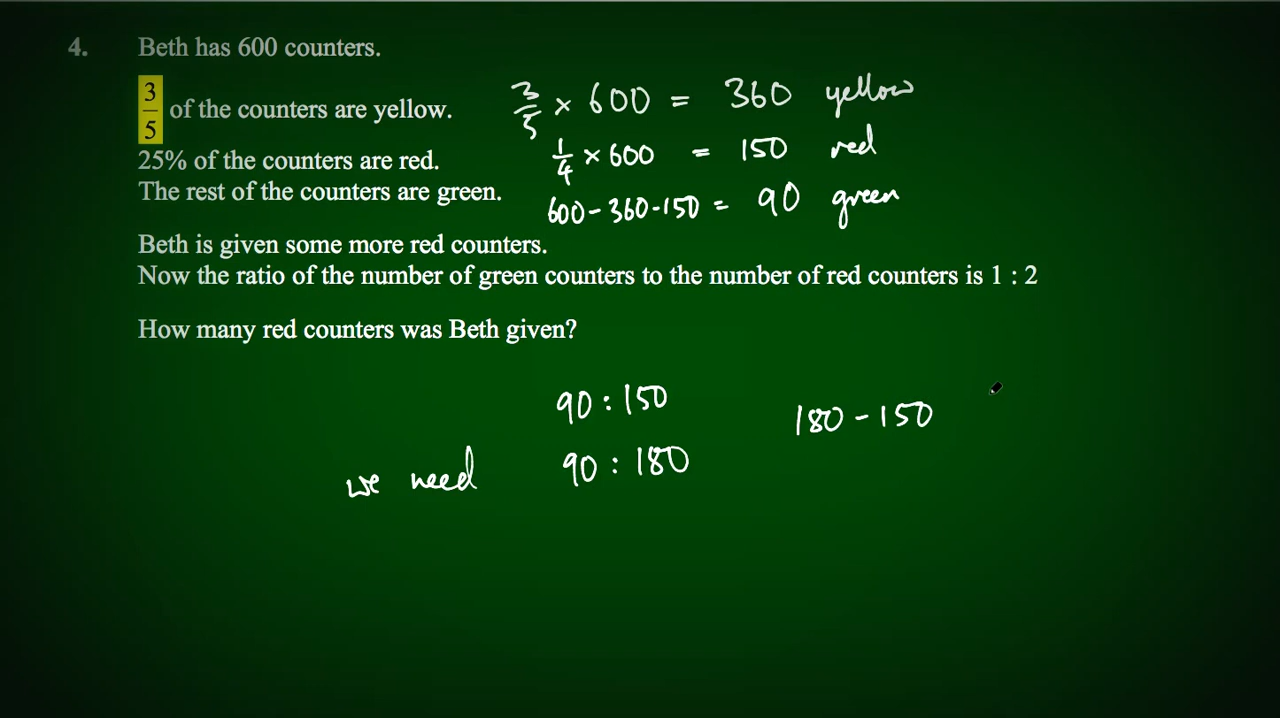 4. Beth has 600 counters.
3/5 of the counters are yellow.
3/5 × 600 = 360 yellow
25% of the counters are red.
1/4 × 600 = 150 red
The rest of the counters are green.
600 - 360 - 150 = 90 green
Beth is given some more red counters.
Now the ratio of the number of green counters to the number of red counters is 1 : 2
How many red counters was Beth given?
90 : 150
180 - 150
we need 90 : 180